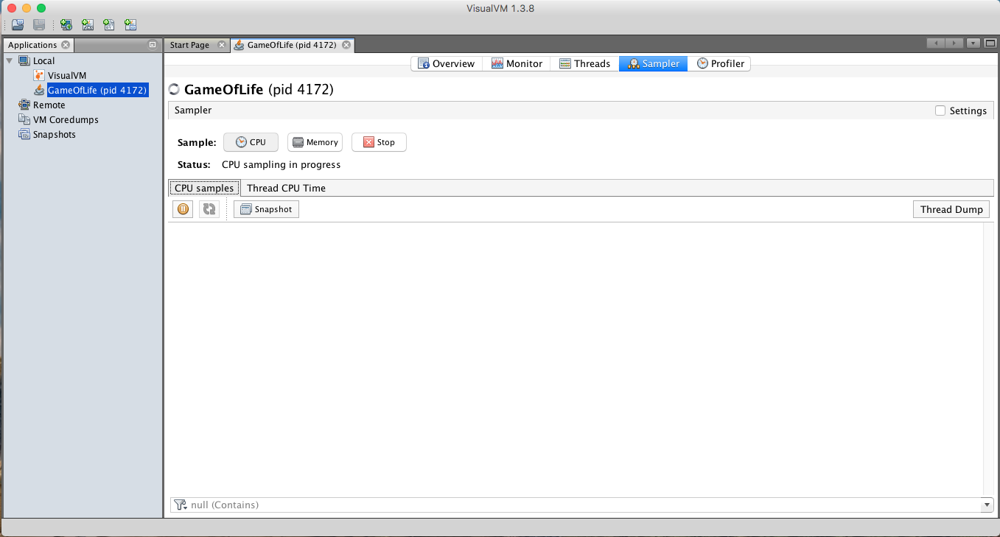 VisualVM 1.3.8
Applications
Start Page
GameOfLife (pid 4172)
Local
VisualVM
GameOfLife (pid 4172)
Remote
VM Coredumps
Snapshots
Overview
Monitor
Threads
Sampler
Profiler
GameOfLife (pid 4172)
Sampler
Settings
Sample:
CPU
Memory
Stop
Status:
CPU sampling in progress
CPU samples
Thread CPU Time
Snapshot
Thread Dump
null (Contains)